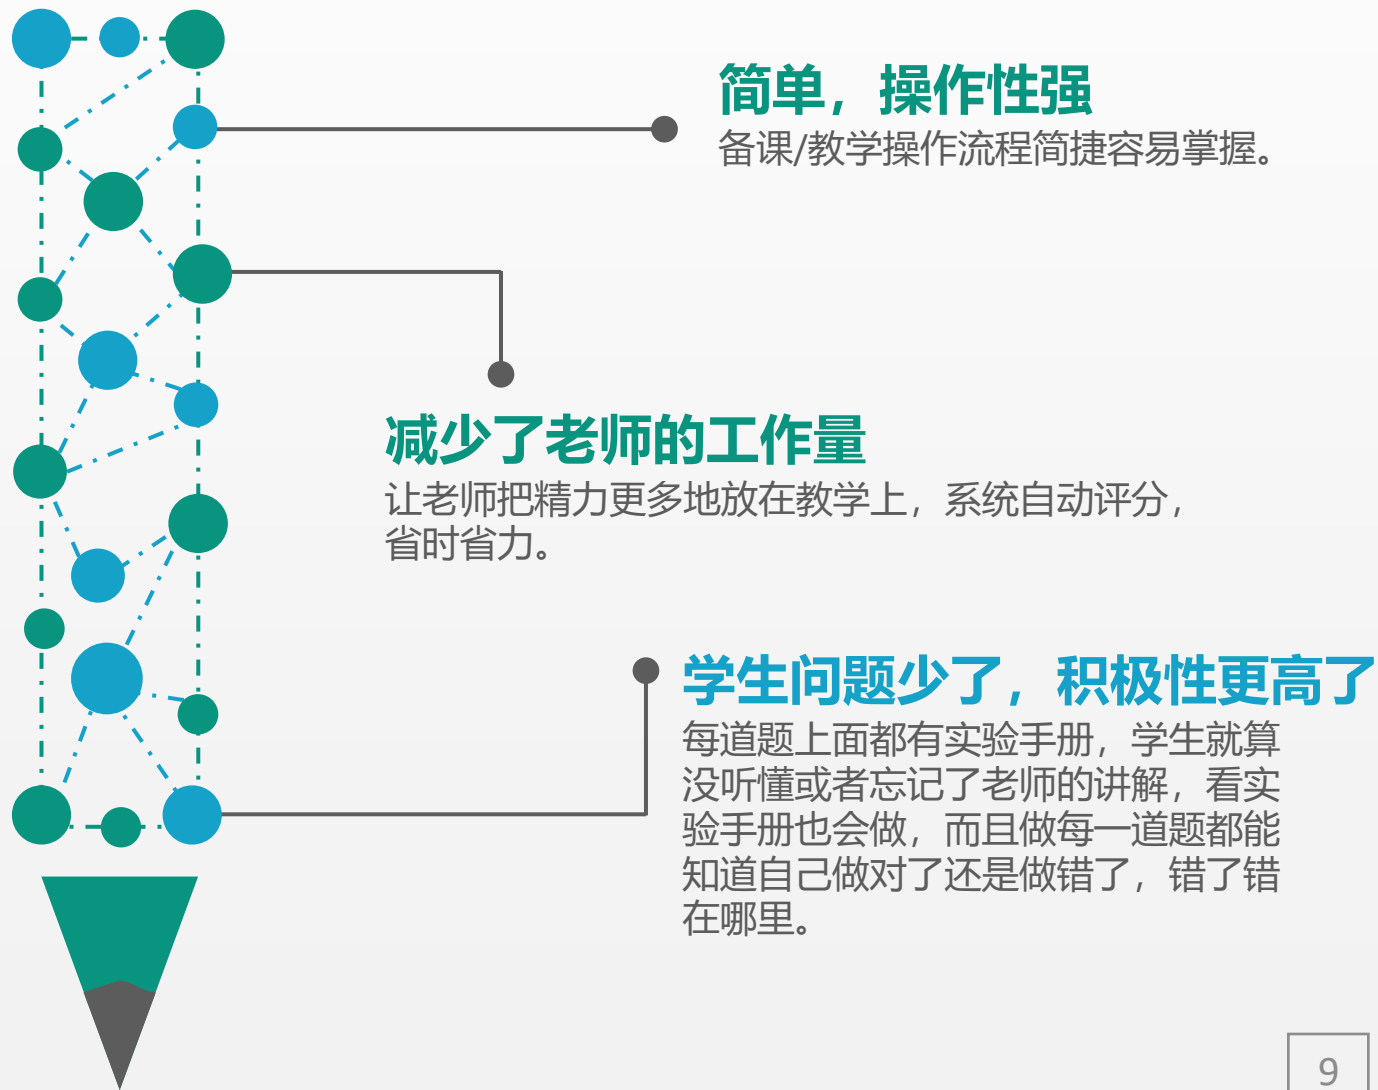 简单，操作性强
备课/教学操作流程简捷容易掌握。
减少了老师的工作量
让老师把精力更多地放在教学上，系统自动评分，
省时省力。
学生问题少了，积极性更高了
每道题上面都有实验手册，学生就算
没听懂或者忘记了老师的讲解，看实
验手册也会做，而且做每一道题都能
知道自己做对了还是做错了，错了错
在哪里。
9